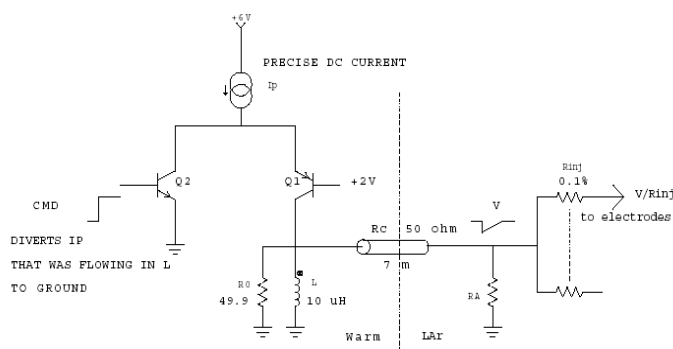 +6V
PRECISE DC CURRENT
Ip
Q2
Q1
+2V
CMD
DIVERTS IP
THAT WAS FLOWING IN L
TO GROUND
R0
49.9
L
10 uH
Rc 50 ohm
7 m
V
RA
Rinj
0.1%
V/Rinj
to electrodes
Warm
LAr